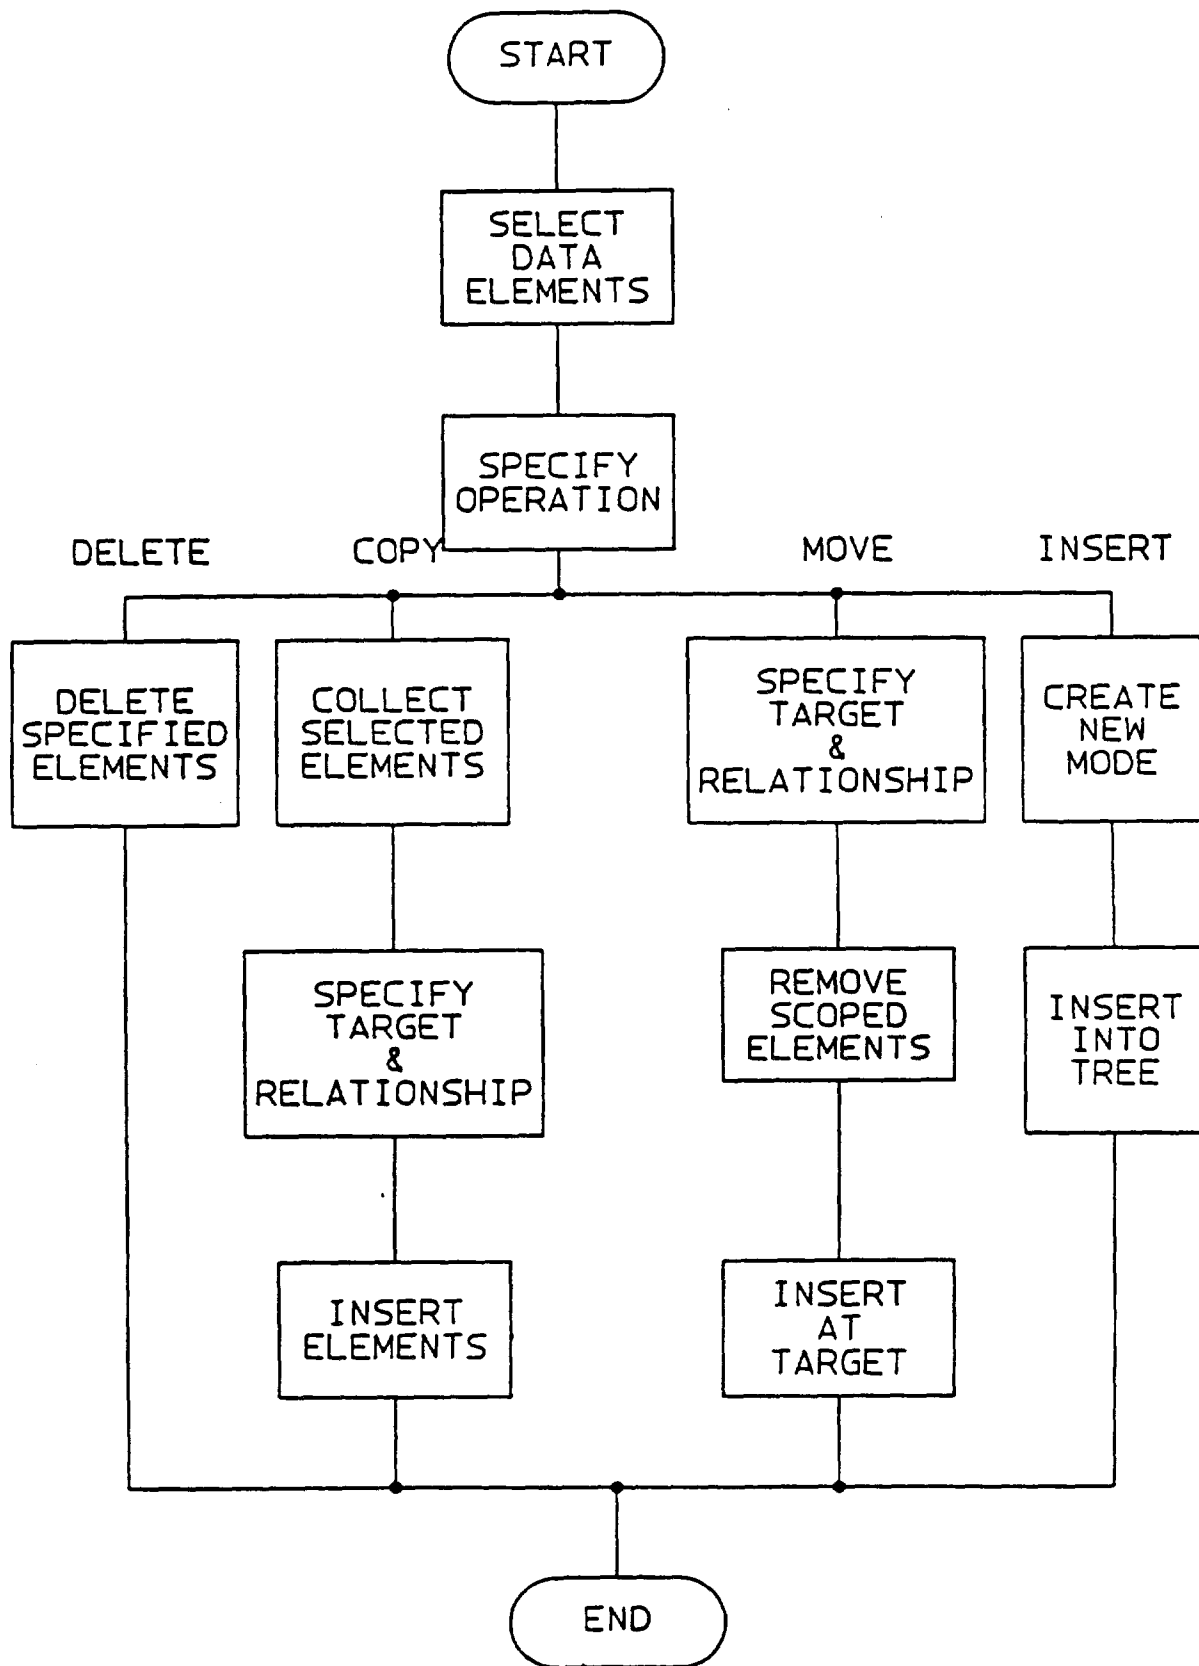 START
SELECT
DATA
ELEMENTS
SPECIFY
OPERATION
DELETE
COPY
MOVE
INSERT
DELETE
SPECIFIED
ELEMENTS
COLLECT
SELECTED
ELEMENTS
SPECIFY
TARGET
&
RELATIONSHIP
CREATE
NEW
MODE
SPECIFY
TARGET
&
RELATIONSHIP
REMOVE
SCOPED
ELEMENTS
INSERT
INTO
TREE
INSERT
ELEMENTS
INSERT
AT
TARGET
END